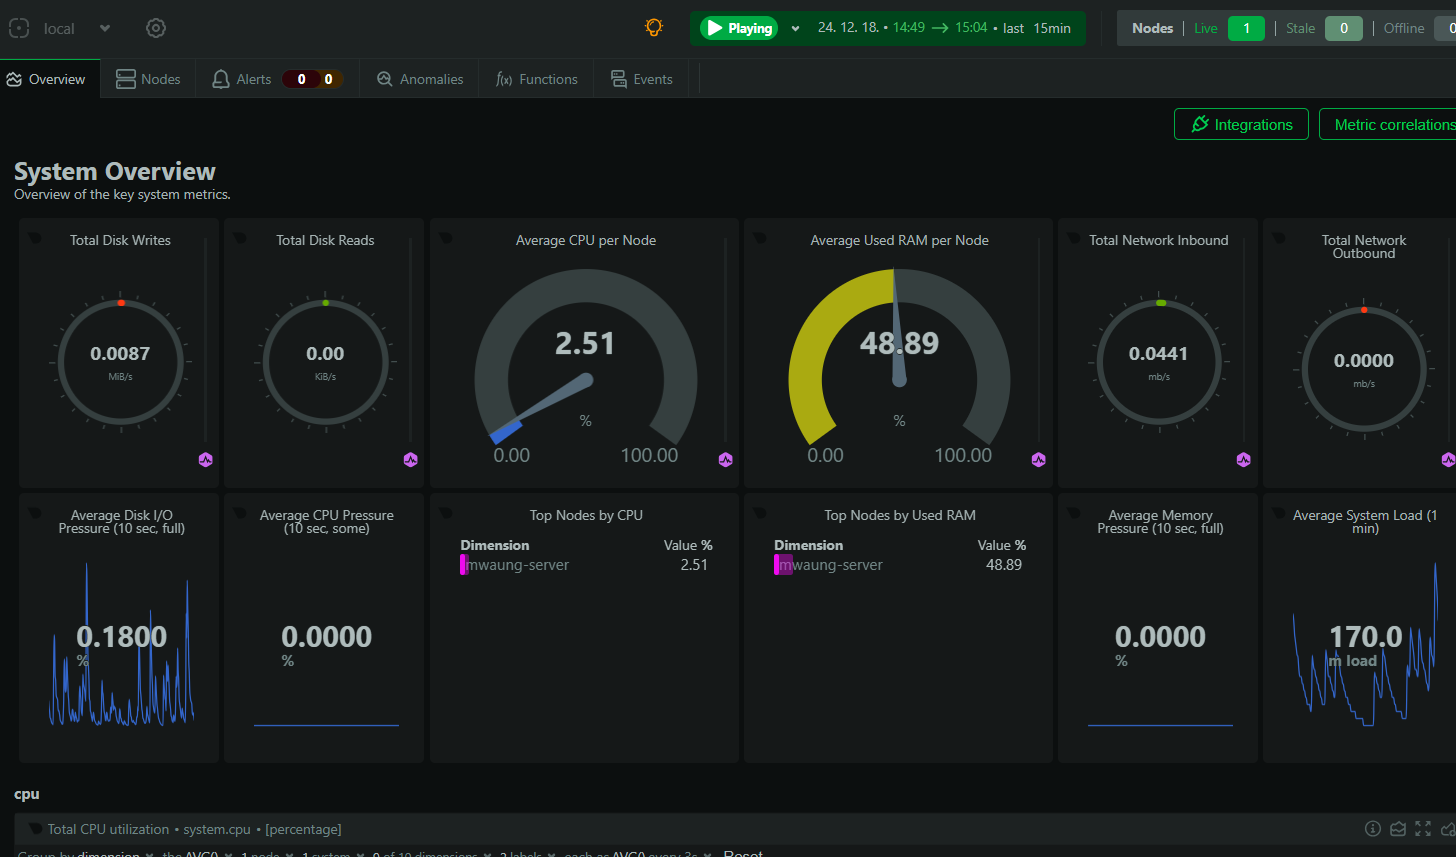 local
Playing 24. 12. 18. • 14:49 → 15:04 • last 15min
Nodes Live 1 Stale 0 Offline 0
Overview Nodes Alerts 0 0 Anomalies f(x) Functions Events
Integrations Metric correlations
System Overview
Overview of the key system metrics.
Total Disk Writes
0.0087
MiB/s
Total Disk Reads
0.00
KiB/s
Average CPU per Node
2.51
%
0.00 100.00
Average Used RAM per Node
48.89
%
0.00 100.00
Total Network Inbound
0.0441
mb/s
Total Network
Outbound
0.0000
mb/s
Average Disk I/O
Pressure (10 sec, full)
0.1800
%
Average CPU Pressure
(10 sec, some)
0.0000
%
Top Nodes by CPU
Dimension Value %
mwaung-server 2.51
Top Nodes by Used RAM
Dimension Value %
mwaung-server 48.89
Average Memory
Pressure (10 sec, full)
0.0000
%
Average System Load (1
min)
170.0
m load
cpu
Total CPU utilization • system.cpu • [percentage]
Group by dimension the AVG() 1 node 1 system 0 of 10 dimensions 2 labels each as AVG() every 3s Reset